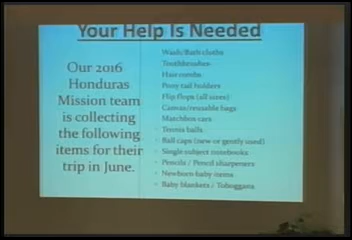 Your Help Is Needed
Our 2016
Honduras
Mission team
is collecting
the following
items for their
trip in June.
Wash/Bath cloths
Toothbrushes
Hair combs
Pony tail holders
Flip flops (all sizes)
Canvas/reusable bags
Matchbox cars
Tennis balls
Ball caps (new or gently used)
Single subject notebooks
Pencils / Pencil sharpeners
Newborn baby items
Baby blankets / Toboggans